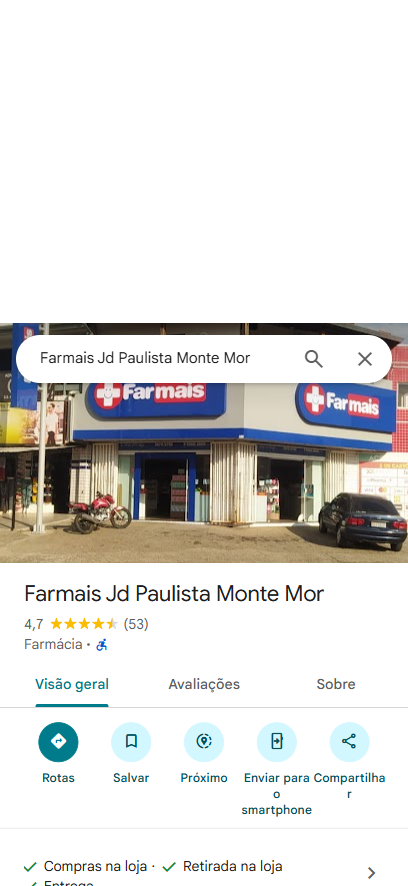 Farmais Jd Paulista Monte Mor
Farmais
Farmais
Farmais Jd Paulista Monte Mor
4,7 (53)
Farmácia ·
Visão geral Avaliações Sobre
Rotas Salvar Próximo Enviar para o smartphone Compartilhar
Compras na loja · Retirada na loja
Entrega